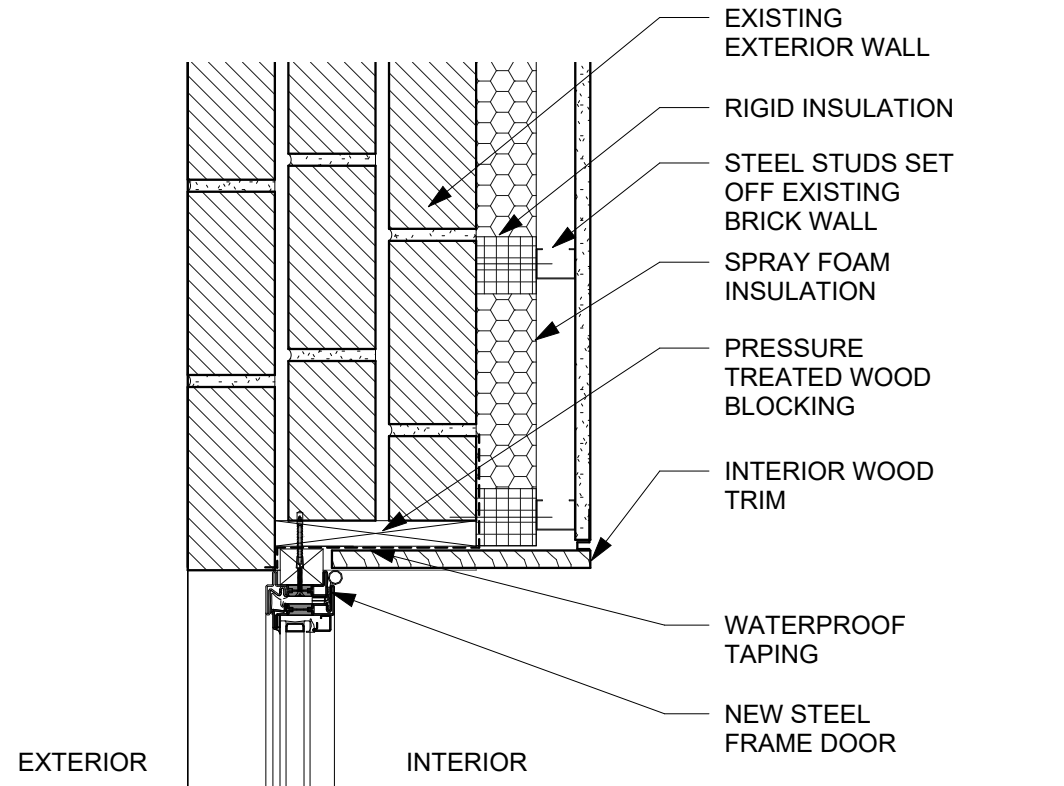 EXISTING
EXTERIOR WALL
RIGID INSULATION
STEEL STUDS SET
OFF EXISTING
BRICK WALL
SPRAY FOAM
INSULATION
PRESSURE
TREATED WOOD
BLOCKING
INTERIOR WOOD
TRIM
WATERPROOF
TAPING
NEW STEEL
FRAME DOOR
EXTERIOR
INTERIOR